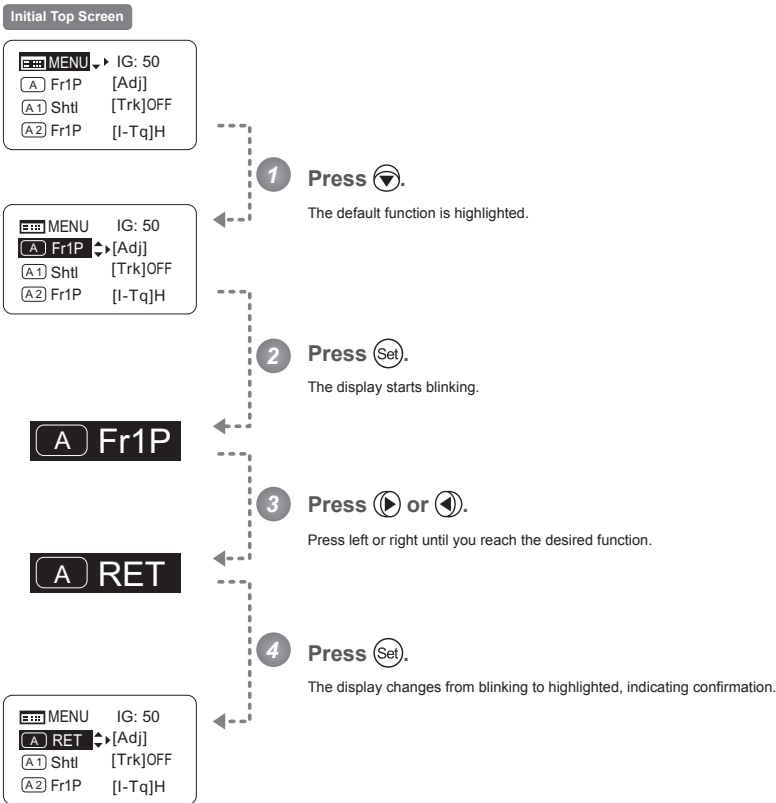 Initial Top Screen
MENU IG: 50
A Fr1P [Adj]
A1 Shtl [Trk]OFF
A2 Fr1P [I-Tq]H
1 Press .
The default function is highlighted.
MENU IG: 50
A Fr1P [Adj]
A1 Shtl [Trk]OFF
A2 Fr1P [I-Tq]H
2 Press Set.
The display starts blinking.
A Fr1P
3 Press or .
Press left or right until you reach the desired function.
A RET
4 Press Set.
The display changes from blinking to highlighted, indicating confirmation.
MENU IG: 50
A RET [Adj]
A1 Shtl [Trk]OFF
A2 Fr1P [I-Tq]H